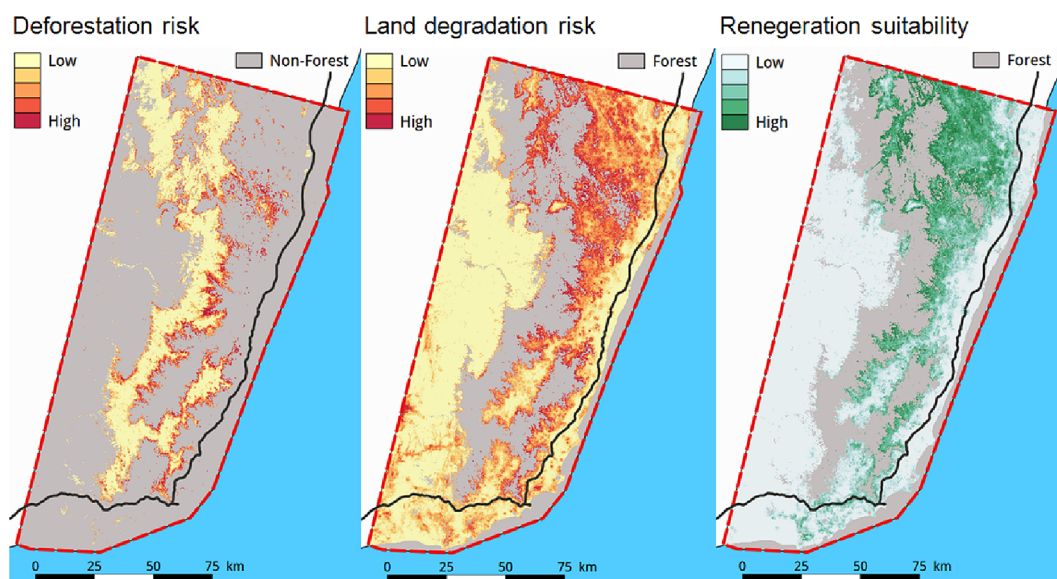 Deforestation risk
Low
High
Non-Forest
0 25 50 75 km
Land degradation risk
Low
High
Forest
0 25 50 75 km
Renegeration suitability
Low
High
Forest
0 25 50 75 km